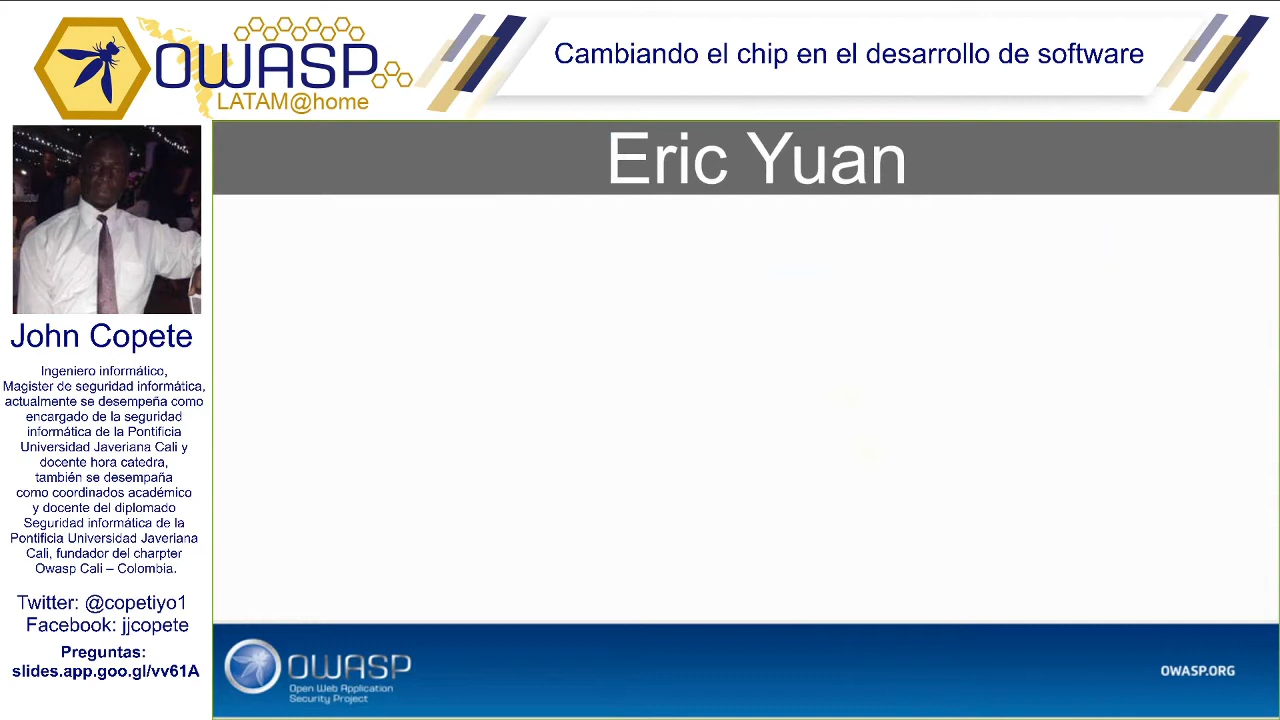 OWASP
LATAM@home
Cambiando el chip en el desarrollo de software
Eric Yuan
John Copete
Ingeniero informático,
Magister de seguridad informática,
actualmente se desempeña como
encargado de la seguridad
informática de la Pontificia
Universidad Javeriana Cali y
docente hora catedra,
también se desempaña
como coordinados académico
y docente del diplomado
Seguridad informática de la
Pontificia Universidad Javeriana
Cali, fundador del charpter
Owasp Cali – Colombia.
Twitter: @copetiyo1
Facebook: jjcopete
Preguntas:
slides.app.goo.gl/vv61A
OWASP
Open Web Application
Security Project
OWASP.ORG